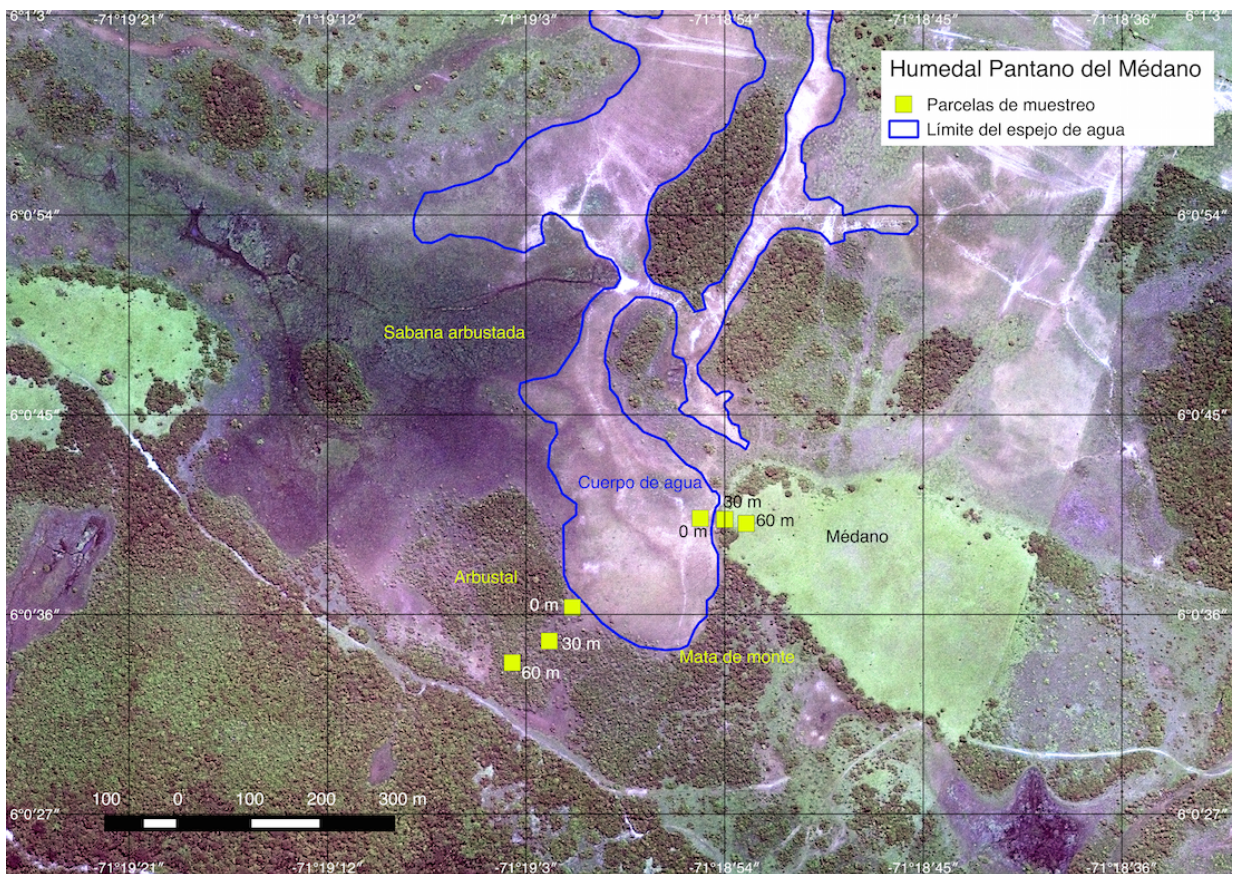 -71°19'21" -71°19'12" -71°19'3" -71°18'54" -71°18'45" -71°18'36"
6°1'3" 6°1'3"
Humedal Pantano del Médano
Parcelas de muestreo
Límite del espejo de agua
6°0'54" 6°0'54"
Sabana arbustada
6°0'45" 6°0'45"
Cuerpo de agua
30 m
0 m 60 m
Médano
Arbustal
0 m
6°0'36" 6°0'36"
30 m
Mata de monte
60 m
100 0 100 200 300 m
6°0'27" 6°0'27"
-71°19'21" -71°19'12" -71°19'3" -71°18'54" -71°18'45" -71°18'36"